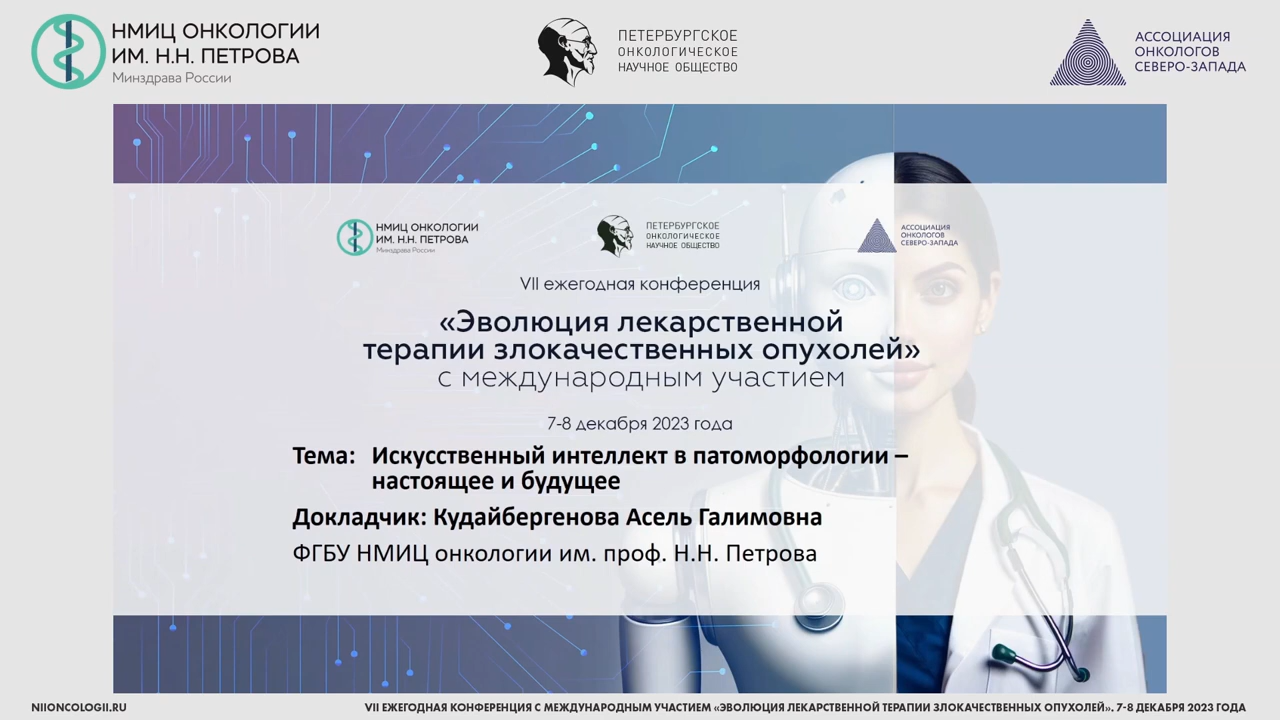 НМИЦ ОНКОЛОГИИ
ИМ. Н.Н. ПЕТРОВА
Минздрава России
ПЕТЕРБУРГСКОЕ
ОНКОЛОГИЧЕСКОЕ
НАУЧНОЕ ОБЩЕСТВО
АССОЦИАЦИЯ
ОНКОЛОГОВ
СЕВЕРО-ЗАПАДА
НМИЦ ОНКОЛОГИИ
ИМ. Н.Н. ПЕТРОВА
Минздрава России
ПЕТЕРБУРГСКОЕ
ОНКОЛОГИЧЕСКОЕ
НАУЧНОЕ ОБЩЕСТВО
АССОЦИАЦИЯ
ОНКОЛОГОВ
СЕВЕРО-ЗАПАДА
VII ежегодная конференция
«Эволюция лекарственной
терапии злокачественных опухолей»
с международным участием
7-8 декабря 2023 года
Тема: Искусственный интеллект в патоморфологии –
настоящее и будущее
Докладчик: Кудайбергенова Асель Галимовна
ФГБУ НМИЦ онкологии им. проф. Н.Н. Петрова
NIIONCOLOGII.RU
VII ЕЖЕГОДНАЯ КОНФЕРЕНЦИЯ С МЕЖДУНАРОДНЫМ УЧАСТИЕМ «ЭВОЛЮЦИЯ ЛЕКАРСТВЕННОЙ ТЕРАПИИ ЗЛОКАЧЕСТВЕННЫХ ОПУХОЛЕЙ». 7-8 ДЕКАБРЯ 2023 ГОДА